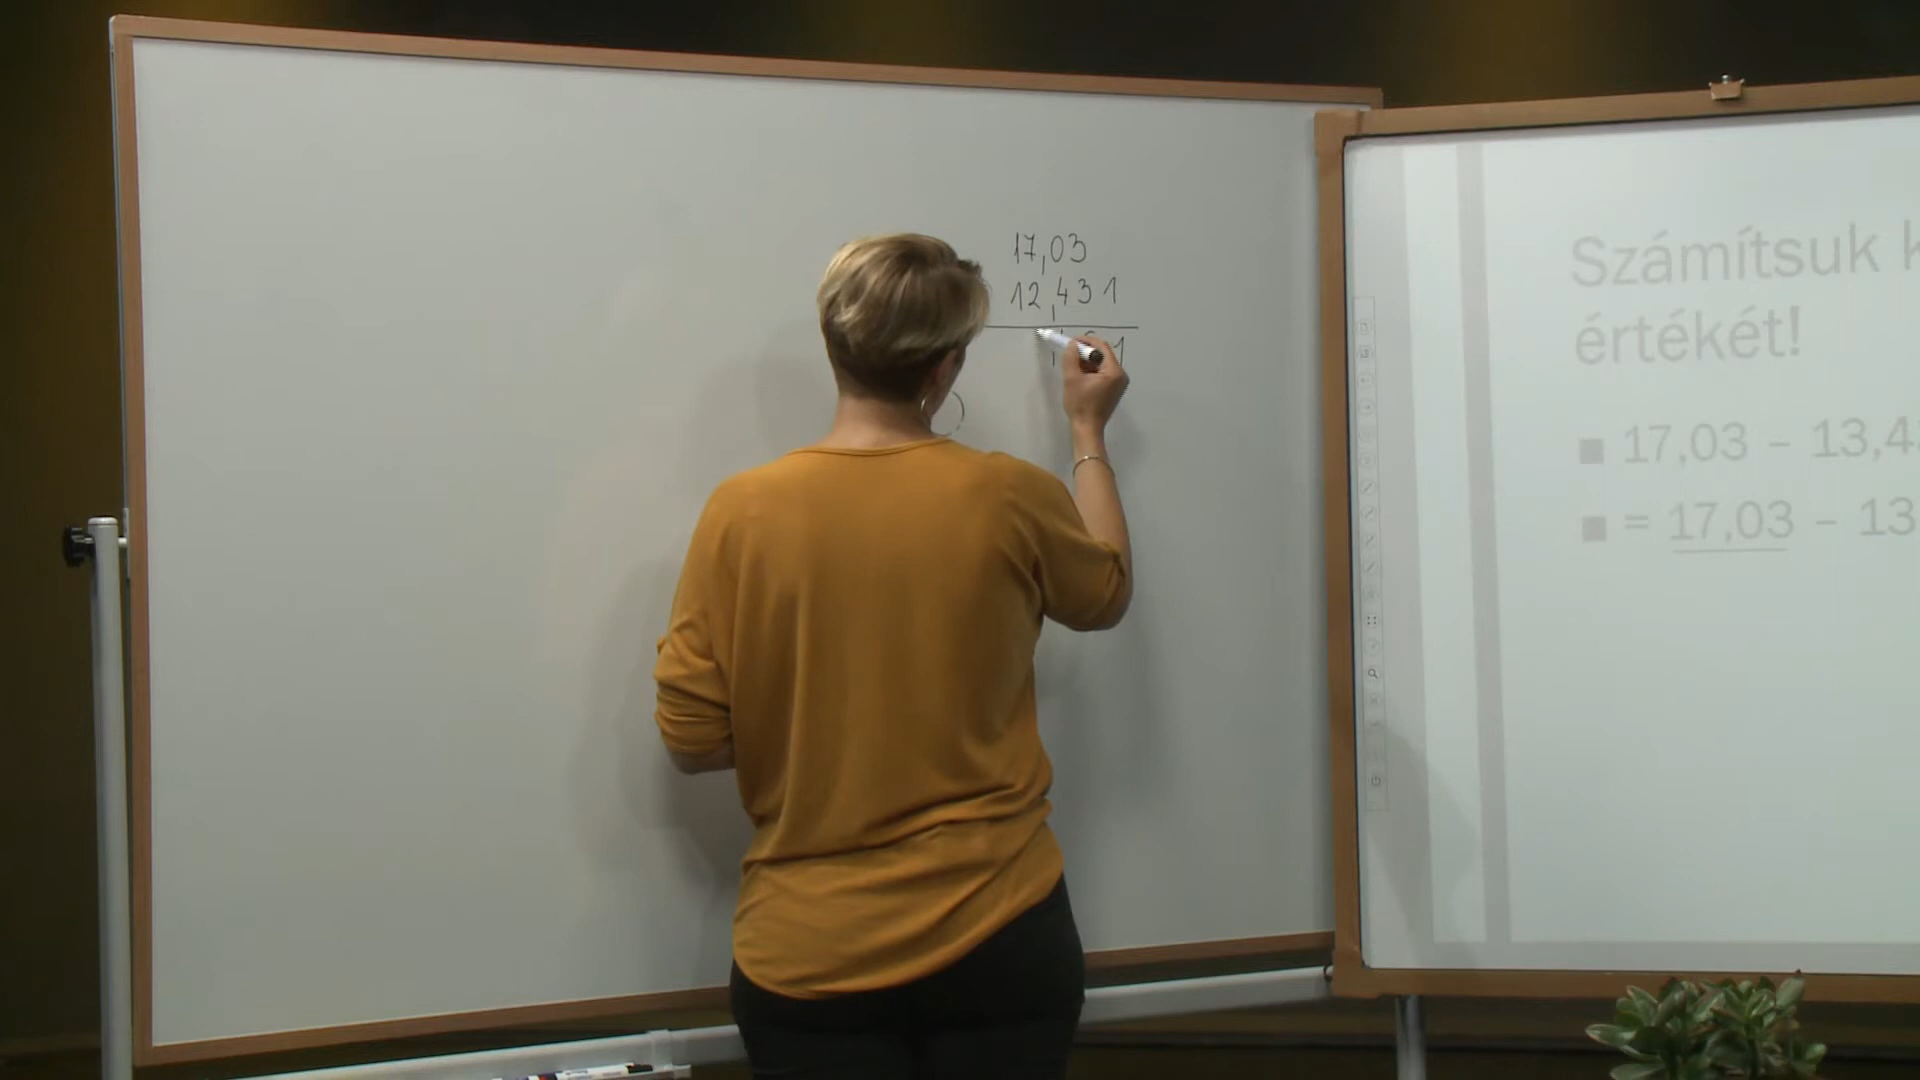 17,03
12,431
Számítsuk k
értékét!
▪ 17,03 – 13,4
▪ = 17,03 – 13